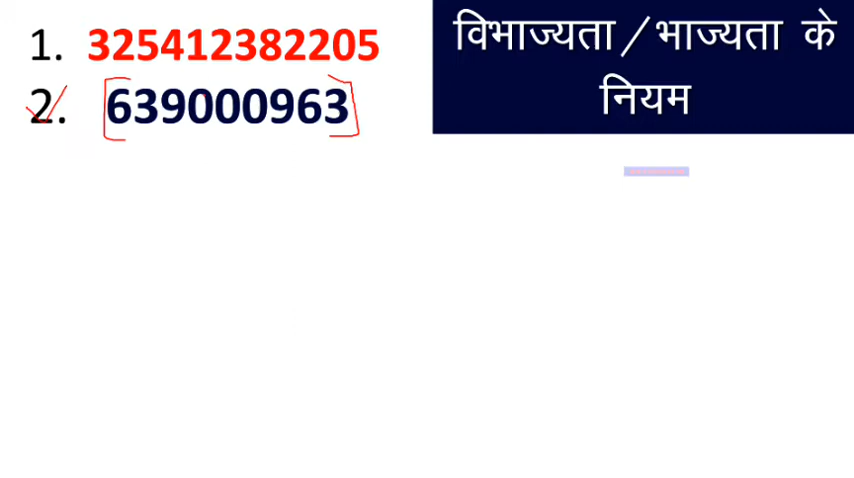 1. 325412382205
2. 639000963
विभाज्यता/भाज्यता के
नियम